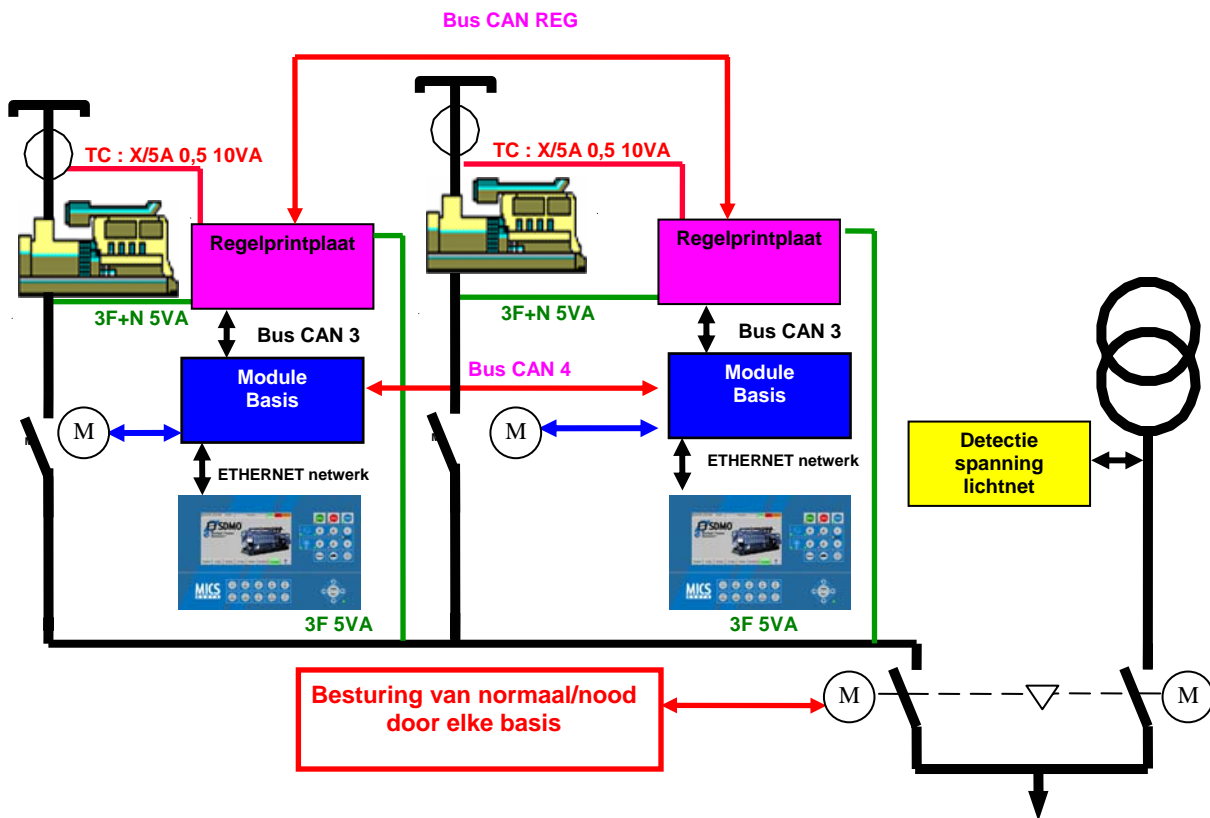 Bus CAN REG
TC : X/5A 0,5 10VA
TC : X/5A 0,5 10VA
Regelprintplaat
Regelprintplaat
3F+N 5VA
3F+N 5VA
Bus CAN 3
Bus CAN 3
Module
Basis
Bus CAN 4
Module
Basis
M
M
Detectie
spanning
lichtnet
ETHERNET netwerk
ETHERNET netwerk
SDMO
SDMO
MICS
MICS
3F 5VA
3F 5VA
Besturing van normaal/nood
door elke basis
M
M